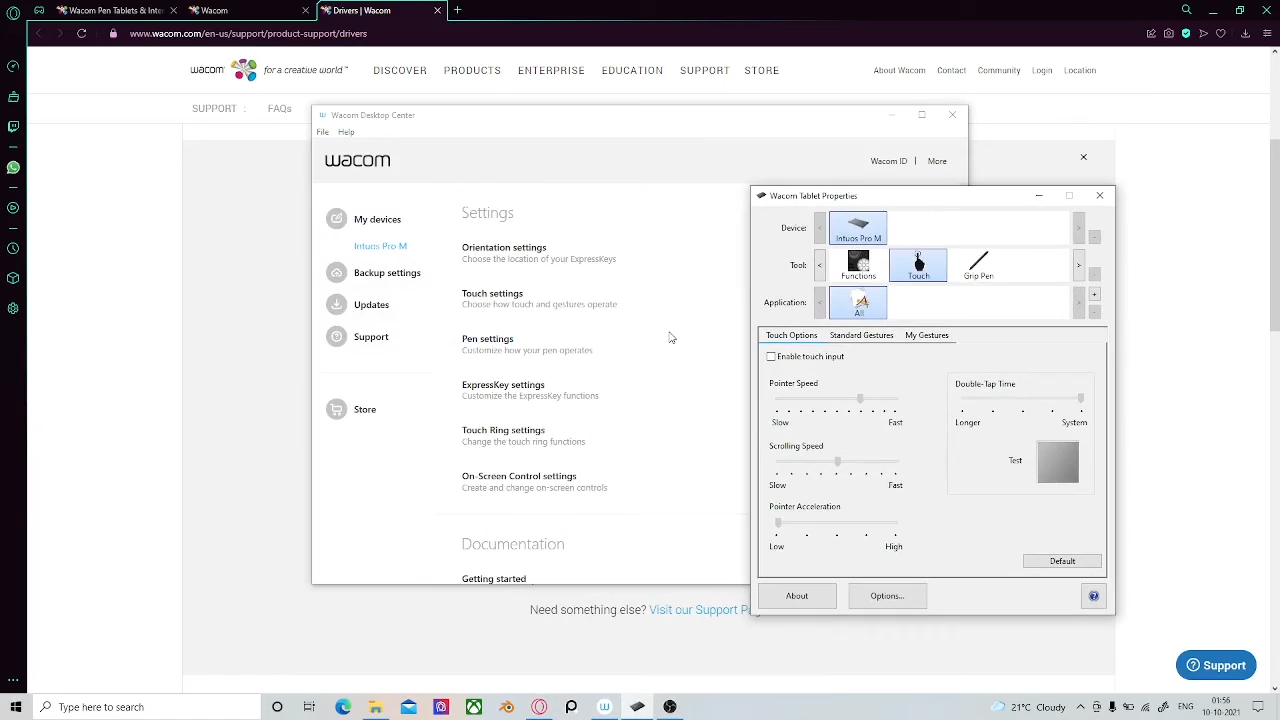 Wacom Pen Tablets & Inte
Wacom
Drivers | Wacom
www.wacom.com/en-us/support/product-support/drivers
wacom
for a creative world™
DISCOVER
PRODUCTS
ENTERPRISE
EDUCATION
SUPPORT
STORE
About Wacom
Contact
Community
Login
Location
SUPPORT :
FAQs
Wacom Desktop Center
File
Help
wacom
Wacom ID |
More
My devices
Intuos Pro M
Backup settings
Updates
Support
Store
Settings
Orientation settings
Choose the location of your ExpressKeys
Touch settings
Choose how touch and gestures operate
Pen settings
Customize how your pen operates
ExpressKey settings
Customize the ExpressKey functions
Touch Ring settings
Change the touch ring functions
On-Screen Control settings
Create and change on-screen controls
Documentation
Getting started
Wacom Tablet Properties
Device:
Intuos Pro M
Tool:
Functions
Touch
Grip Pen
Application:
All
Touch Options
Standard Gestures
My Gestures
Enable touch input
Pointer Speed
Slow
Fast
Scrolling Speed
Slow
Fast
Pointer Acceleration
Low
High
Double-Tap Time
Longer
System
Test
Default
About
Options...
Need something else? Visit our Support Pag
Support
Type here to search
21°C Cloudy
ENG
01:56
10-10-2021